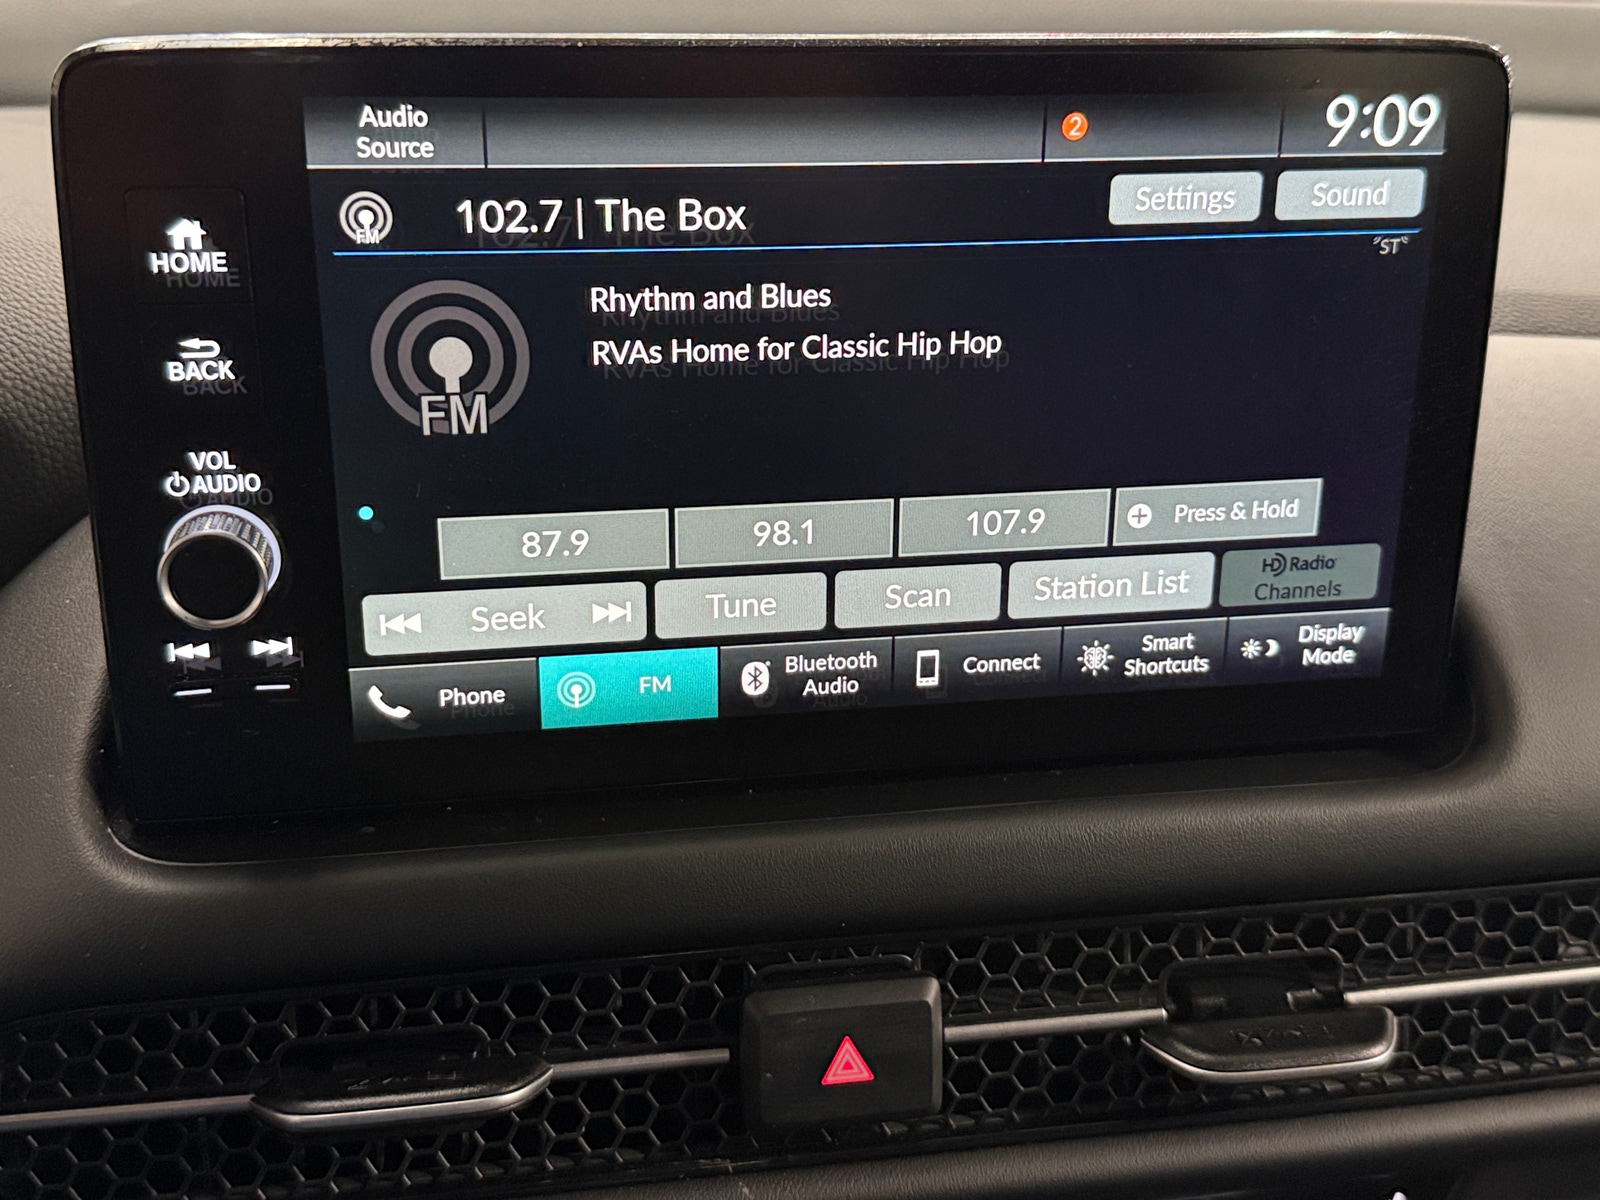 Audio
Source
2
9:09
FM
102.7 | The Box
Settings
Sound
"ST"
HOME
Rhythm and Blues
RVAs Home for Classic Hip Hop
BACK
FM
VOL
AUDIO
87.9
98.1
107.9
Press & Hold
Seek
Tune
Scan
Station List
HD Radio
Channels
Phone
FM
Bluetooth
Audio
Connect
Smart
Shortcuts
Display
Mode